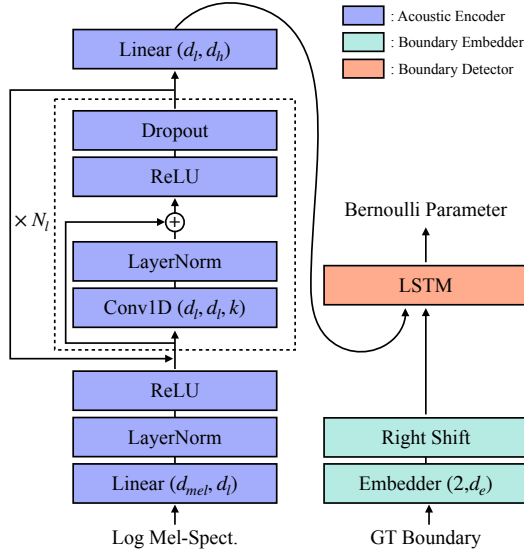 : Acoustic Encoder
: Boundary Embedder
: Boundary Detector
Linear (d_l, d_h)
Dropout
ReLU
× N_l
+
LayerNorm
Conv1D (d_l, d_l, k)
ReLU
LayerNorm
Linear (d_mel, d_l)
Log Mel-Spect.
Bernoulli Parameter
LSTM
Right Shift
Embedder (2,d_e)
GT Boundary